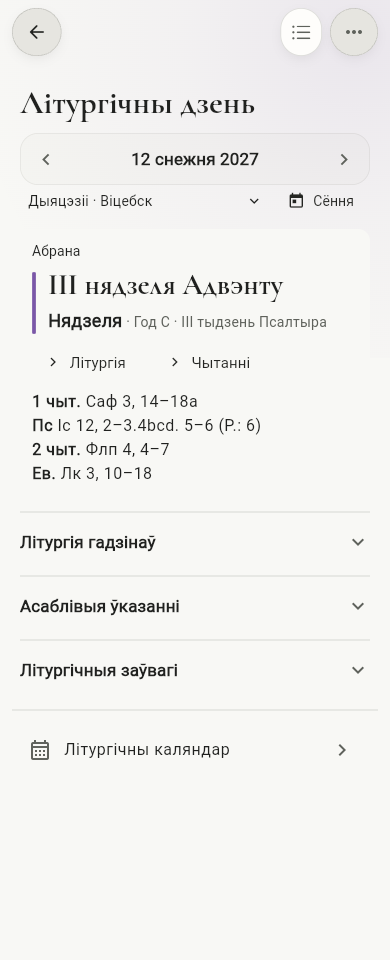 Літургічны дзень
12 снежня 2027
Дыяцэзіі · Віцебск
Сёння
Абрана
III нядзеля Адвэнту
Нядзеля · Год C · III тыдзень Псалтыра
Літургія
Чытанні
1 чыт. Саф 3, 14–18a
Пс Іс 12, 2–3.4bcd. 5–6 (Р.: 6)
2 чыт. Флп 4, 4–7
Ев. Лк 3, 10–18
Літургія гадзінаў
Асаблівыя ўказанні
Літургічныя заўвагі
Літургічны каляндар